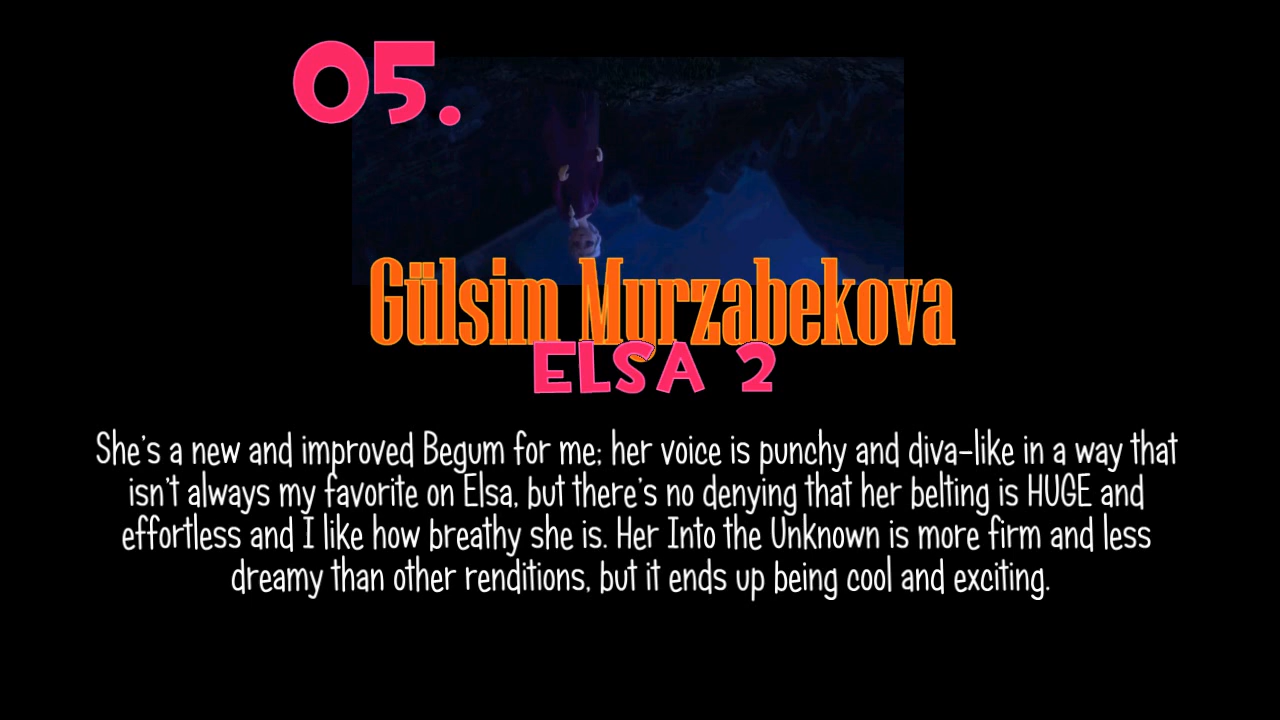 05.
Gülsim Myrzabekova
ELSA 2
She's a new and improved Begum for me; her voice is punchy and diva-like in a way that
isn't always my favorite on Elsa, but there's no denying that her belting is HUGE and
effortless and I like how breathy she is. Her Into the Unknown is more firm and less
dreamy than other renditions, but it ends up being cool and exciting.